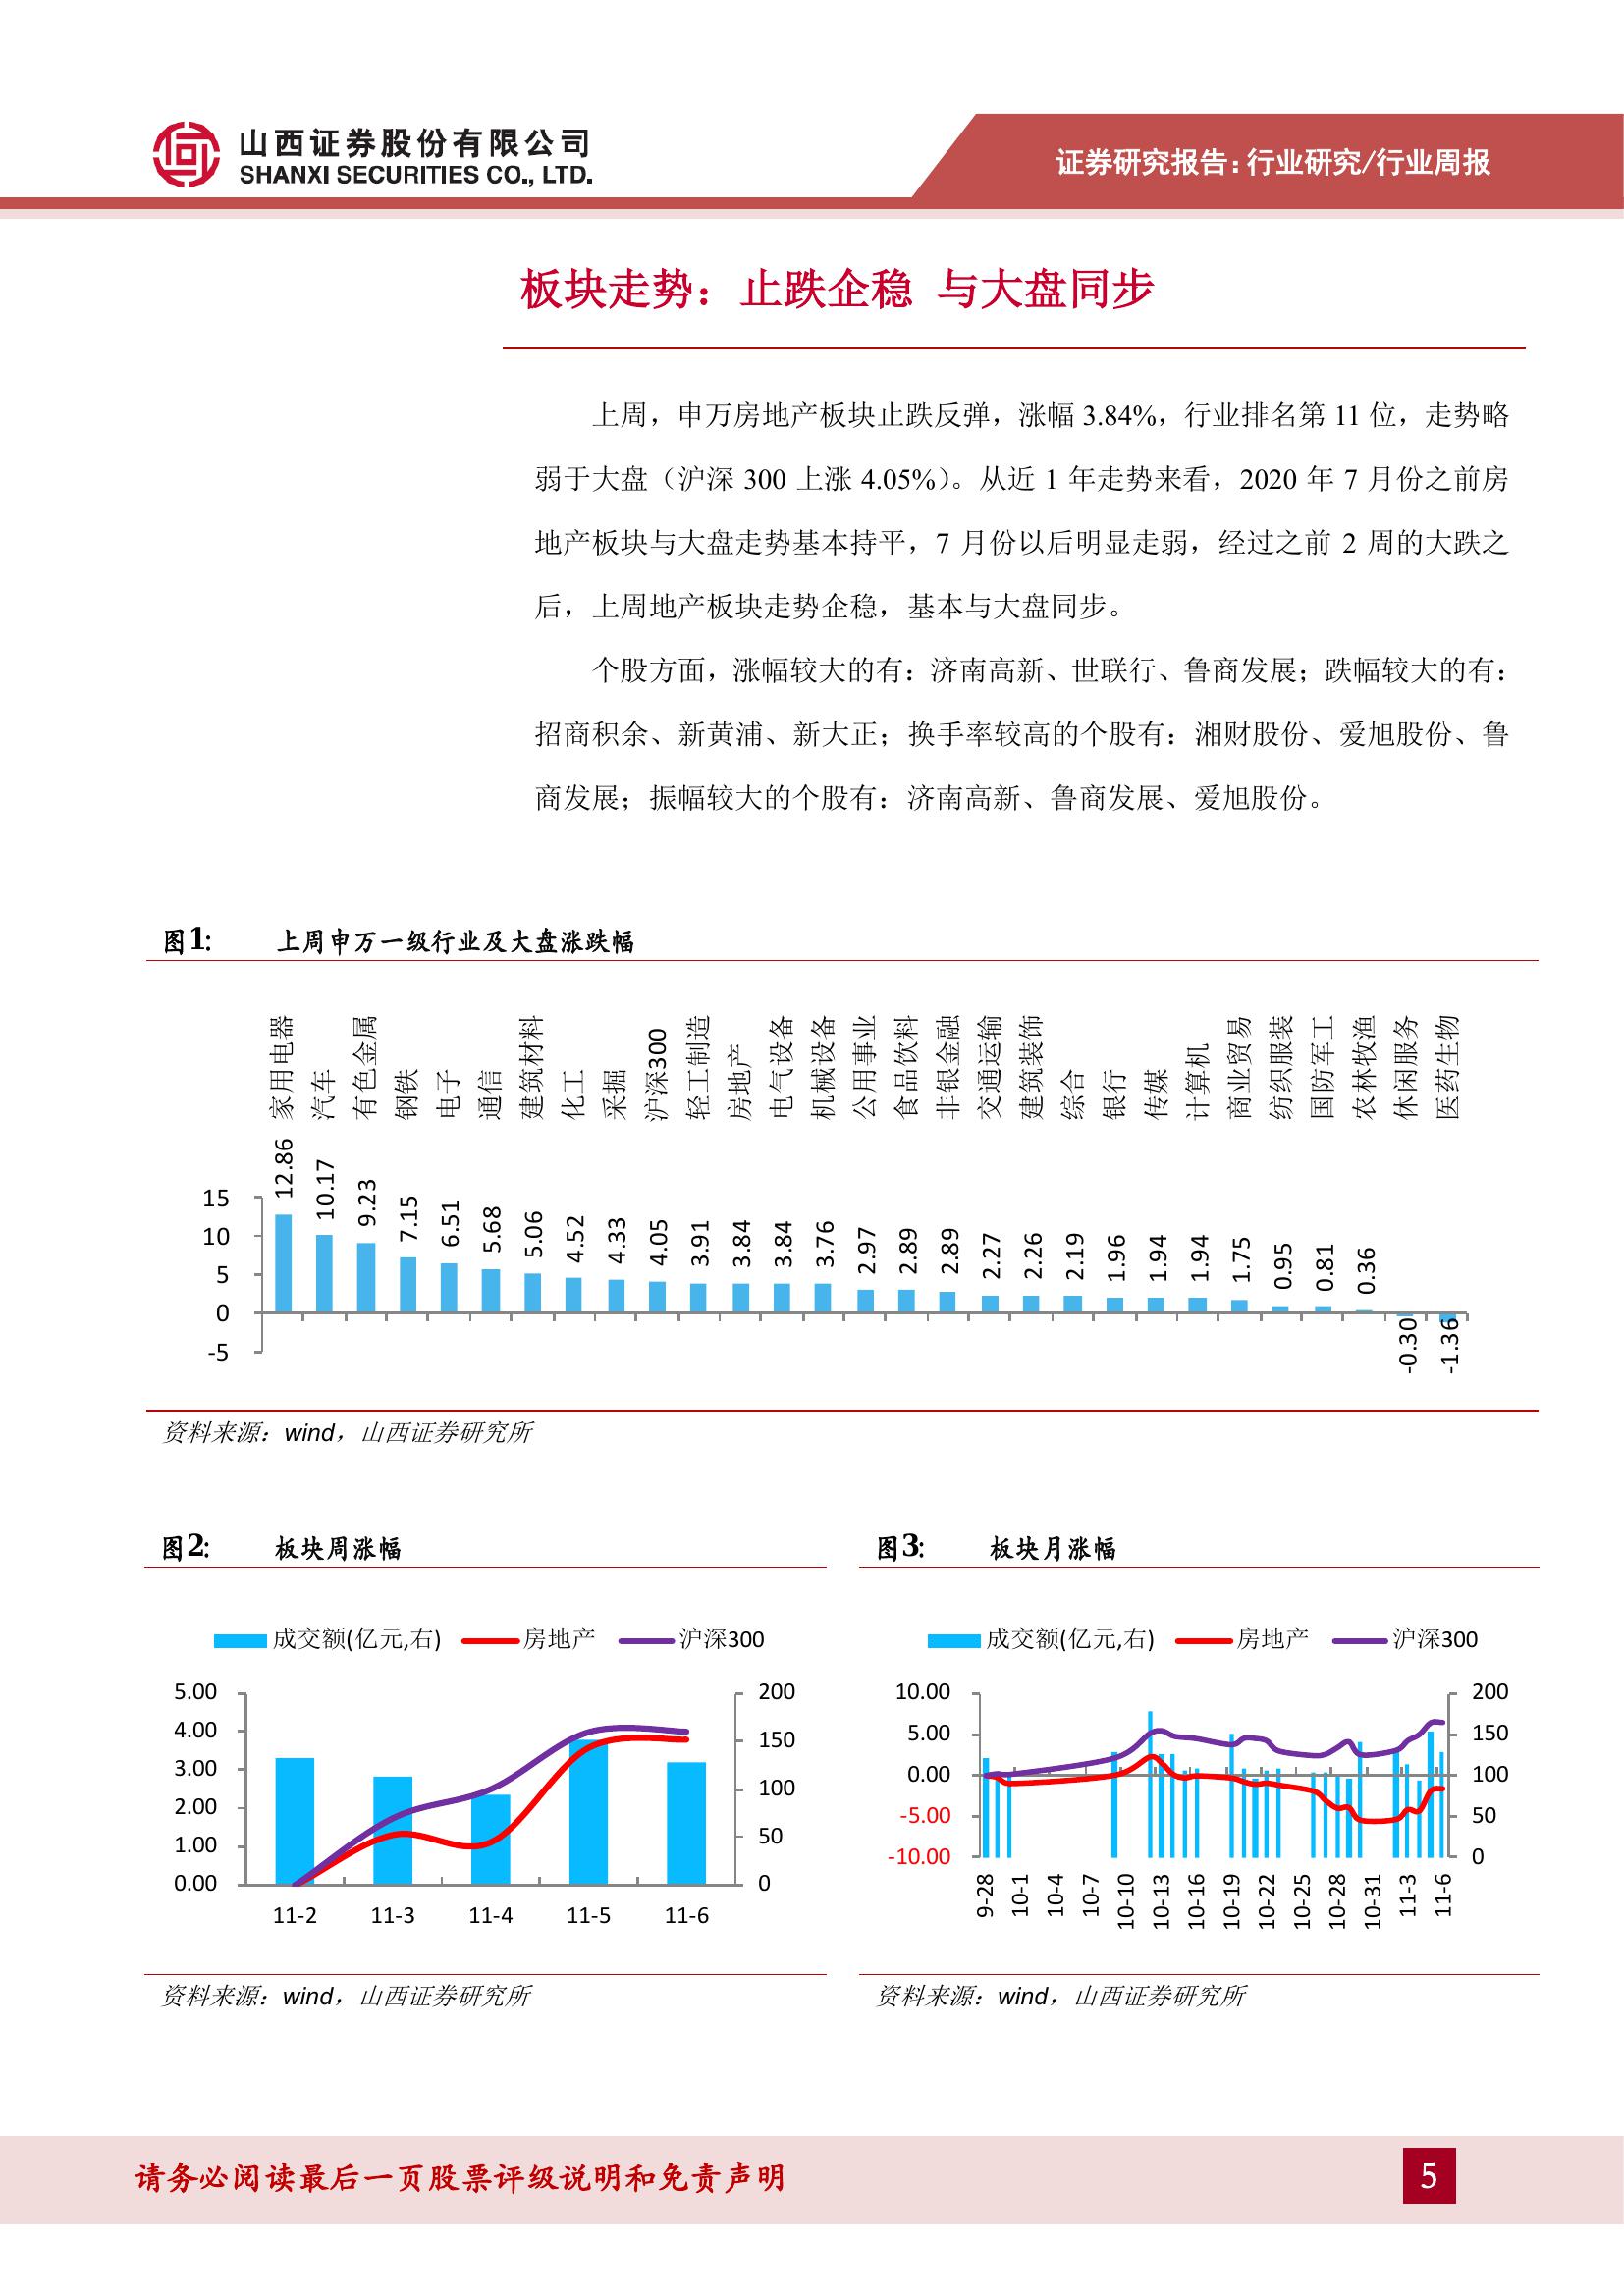 山西证券股份有限公司
SHANXI SECURITIES CO., LTD.
证券研究报告:行业研究/行业周报
板块走势：止跌企稳 与大盘同步
上周，申万房地产板块止跌反弹，涨幅 3.84%，行业排名第 11 位，走势略
弱于大盘（沪深 300 上涨 4.05%）。从近 1 年走势来看，2020 年 7 月份之前房
地产板块与大盘走势基本持平，7 月份以后明显走弱，经过之前 2 周的大跌之
后，上周地产板块走势企稳，基本与大盘同步。
个股方面，涨幅较大的有：济南高新、世联行、鲁商发展；跌幅较大的有：
招商积余、新黄浦、新大正；换手率较高的个股有：湘财股份、爱旭股份、鲁
商发展；振幅较大的个股有：济南高新、鲁商发展、爱旭股份。
图1: 上周申万一级行业及大盘涨跌幅
家用电器 汽车 有色金属 钢铁 电子 通信 建筑材料 化工 采掘 沪深300 轻工制造 房地产 电气设备 机械设备 公用事业 食品饮料 非银金融 交通运输 建筑装饰 综合 银行 传媒 计算机 商业贸易 纺织服装 国防军工 农林牧渔 休闲服务 医药生物
12.86 10.17 9.23 7.15 6.51 5.68 5.06 4.52 4.33 4.05 3.91 3.84 3.84 3.76 2.97 2.89 2.89 2.27 2.26 2.19 1.96 1.94 1.94 1.75 0.95 0.81 0.36 -0.30 -1.36
15
10
5
0
-5
资料来源：wind，山西证券研究所
图2: 板块周涨幅
成交额(亿元,右) 房地产 沪深300
5.00 200
4.00 150
3.00 100
2.00 50
1.00 0
0.00
11-2 11-3 11-4 11-5 11-6
资料来源：wind，山西证券研究所
图3: 板块月涨幅
成交额(亿元,右) 房地产 沪深300
10.00 200
5.00 150
0.00 100
-5.00 50
-10.00 0
9-28 10-1 10-4 10-7 10-10 10-13 10-16 10-19 10-22 10-25 10-28 10-31 11-3 11-6
资料来源：wind，山西证券研究所
请务必阅读最后一页股票评级说明和免责声明
5